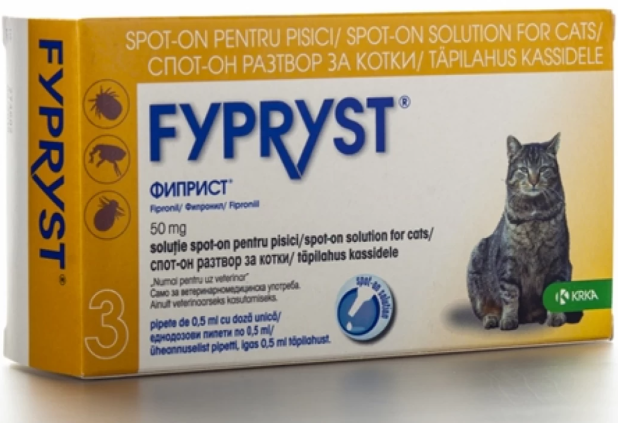 SPOT-ON PENTRU PISICI/ SPOT-ON SOLUTION FOR CATS/
СПОТ-ОН РАЗТВОР ЗА КОТКИ/ TÄPILAHUS KASSIDELE
FYPRYST®
FYPRYST®
ФИПРИСТ®
Fipronil/ Фипронил/ Fiproniil
50 mg
soluție spot-on pentru pisici/spot-on solution for cats/
спот-он разтвор за котки/ täpilahus kassidele
„Numai pentru uz veterinar”
Само за ветеринарномедицинска употреба.
Ainult veterinaarseks kasutamiseks.
spot-on solution
KRKA
3
pipete de 0,5 ml cu doză unică/
еднодозови пипети по 0,5 ml/
üheannuselist pipetti, igas 0,5 ml täpilahust.